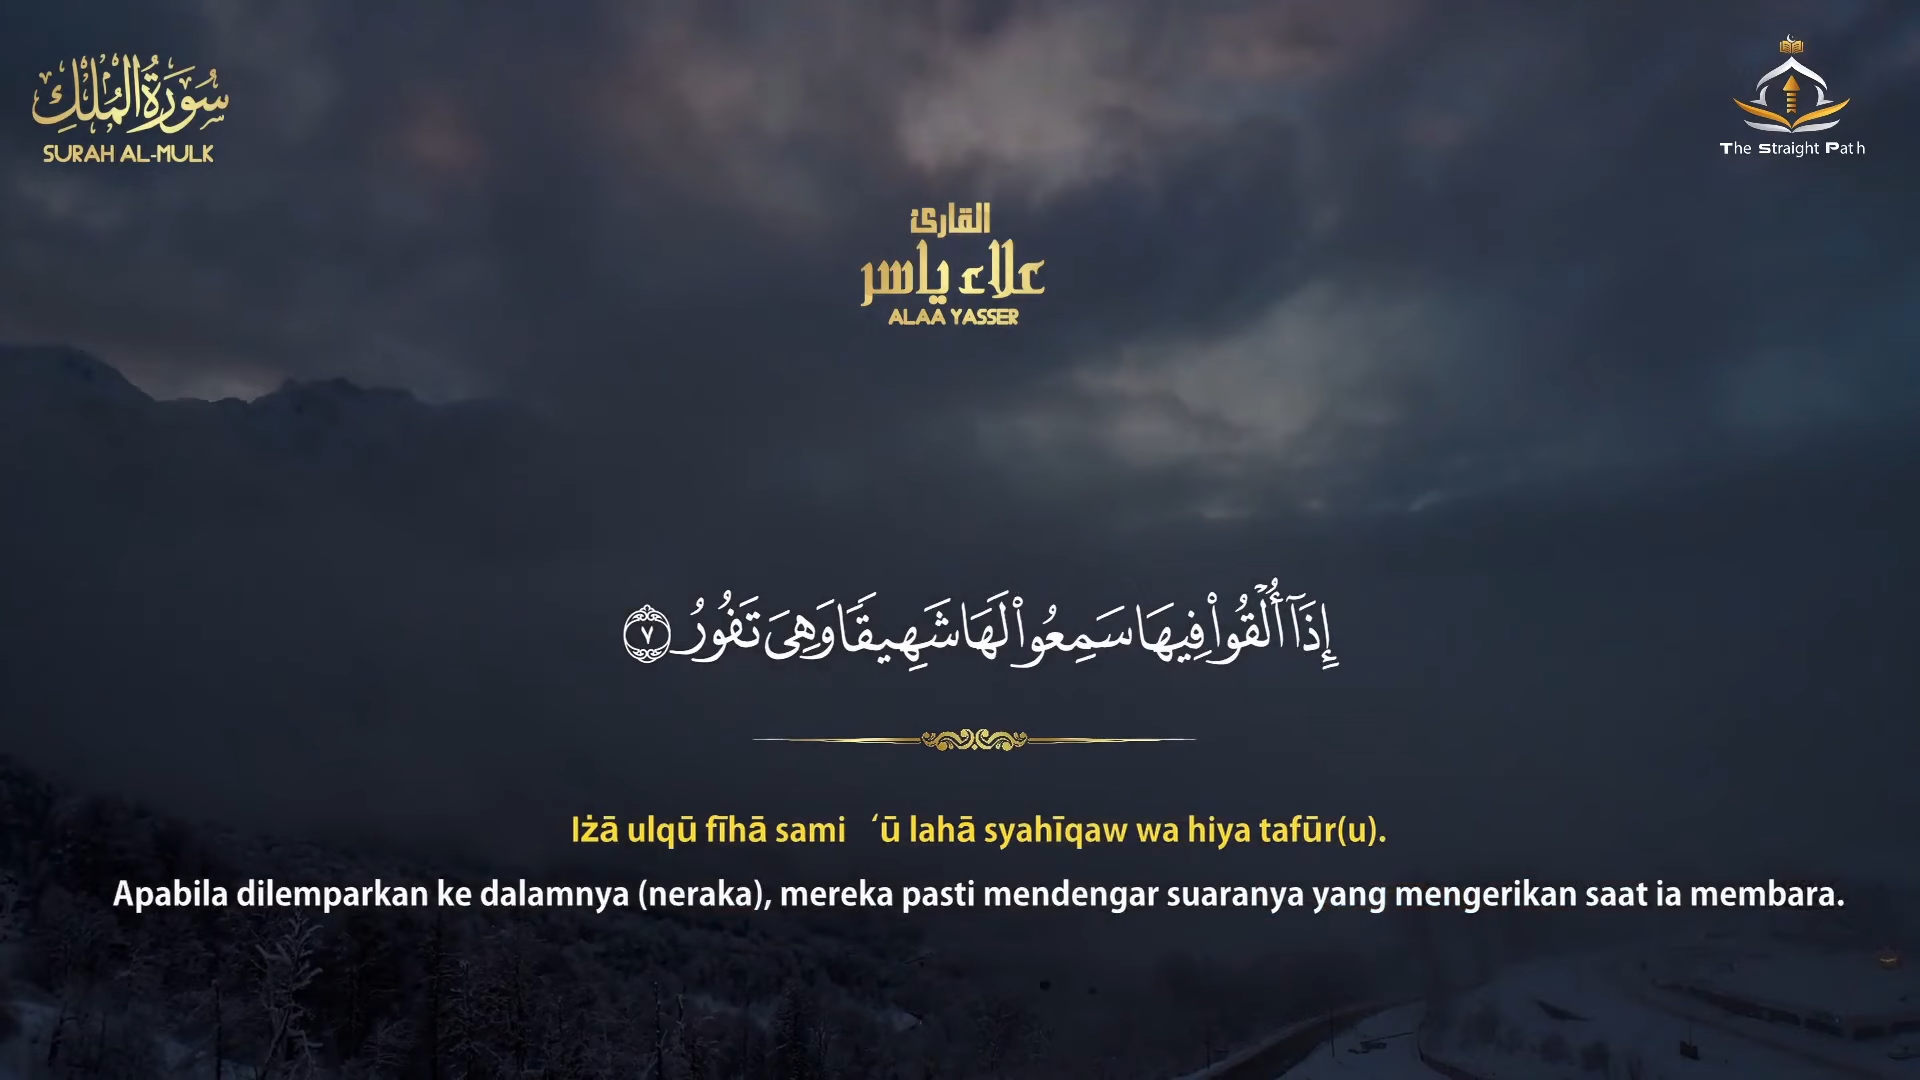 سُورَةُ الْمُلْكِ
SURAH AL-MULK
The Straight Path
القارئ
علاء ياسر
ALAA YASSER
إِذَآ أُلْقُوا۟ فِيهَا سَمِعُوا۟ لَهَا شَهِيقًا وَهِىَ تَفُورُ ٧
Iżā ulqū fīhā sami ‘ū lahā syahīqaw wa hiya tafūr(u).
Apabila dilemparkan ke dalamnya (neraka), mereka pasti mendengar suaranya yang mengerikan saat ia membara.